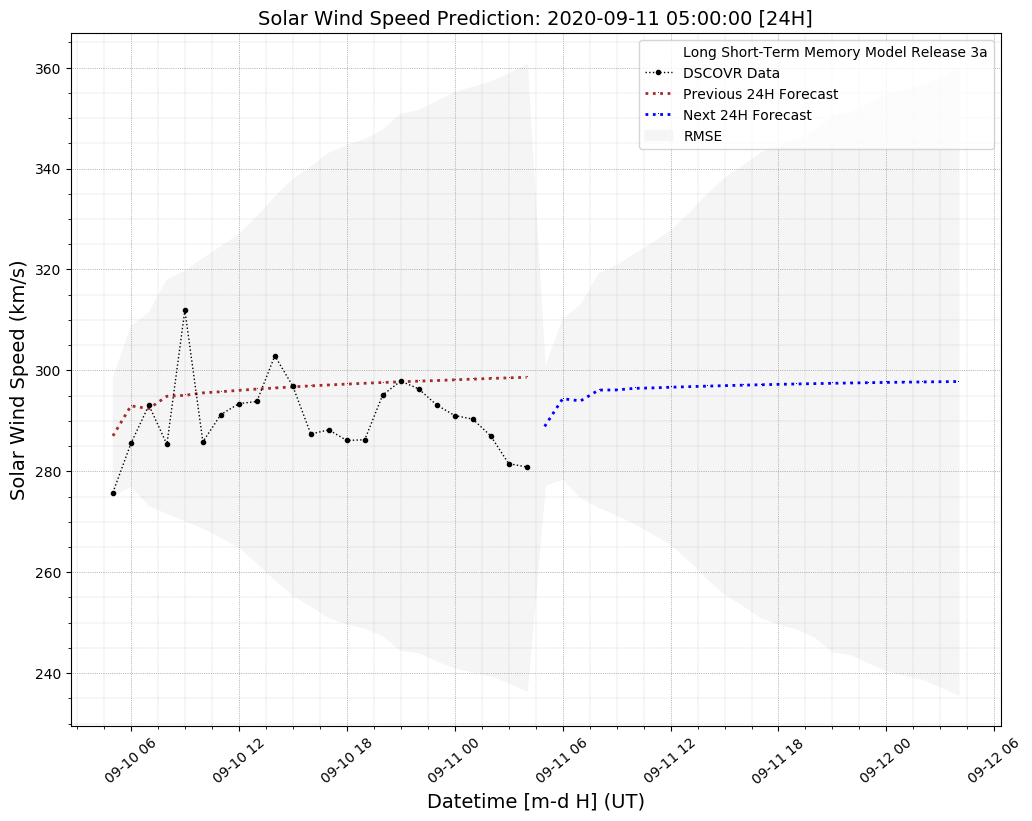 Solar Wind Speed Prediction: 2020-09-11 05:00:00 [24H]
Long Short-Term Memory Model Release 3a
DSCOVR Data
Previous 24H Forecast
Next 24H Forecast
RMSE
Solar Wind Speed (km/s)
360
340
320
300
280
260
240
09-10 06
09-10 12
09-10 18
09-11 00
09-11 06
09-11 12
09-11 18
09-12 00
09-12 06
Datetime [m-d H] (UT)